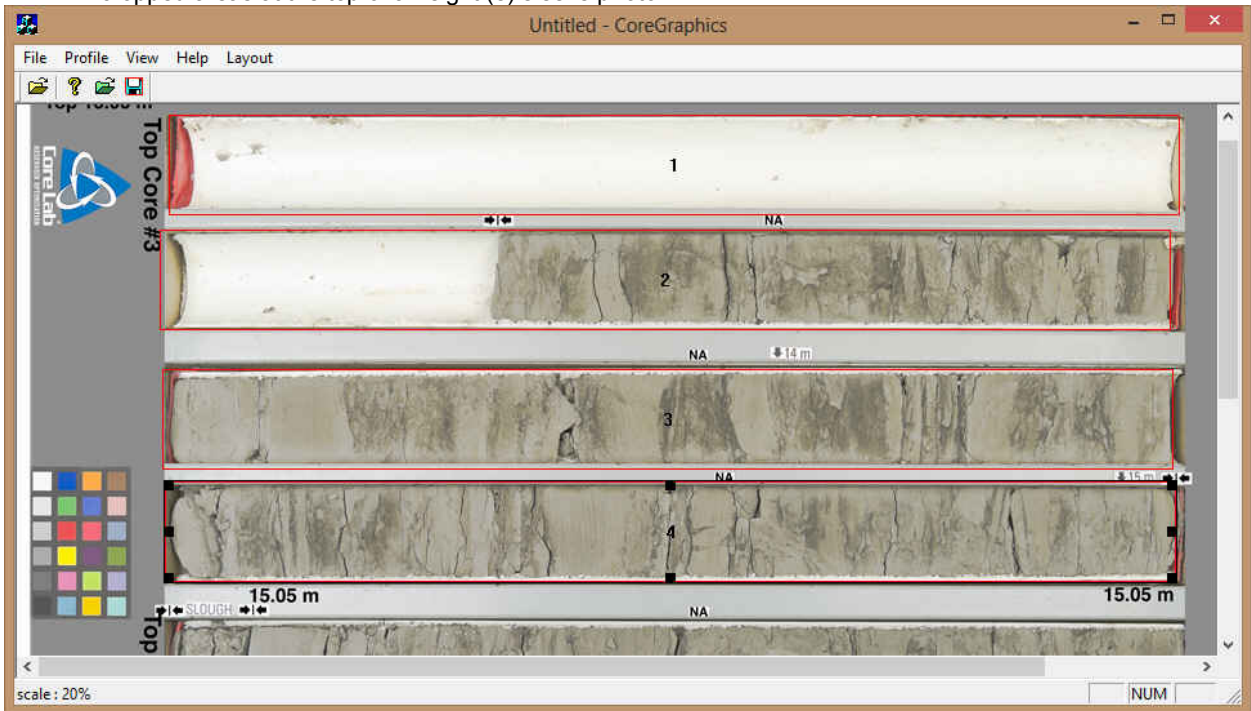 Untitled - CoreGraphics
File Profile View Help Layout
Core Lab
Top Core #3
1
NA
2
NA 14 m
3
NA 15 m
4
15.05 m 15.05 m
SLOUGH NA
Top
scale : 20% NUM